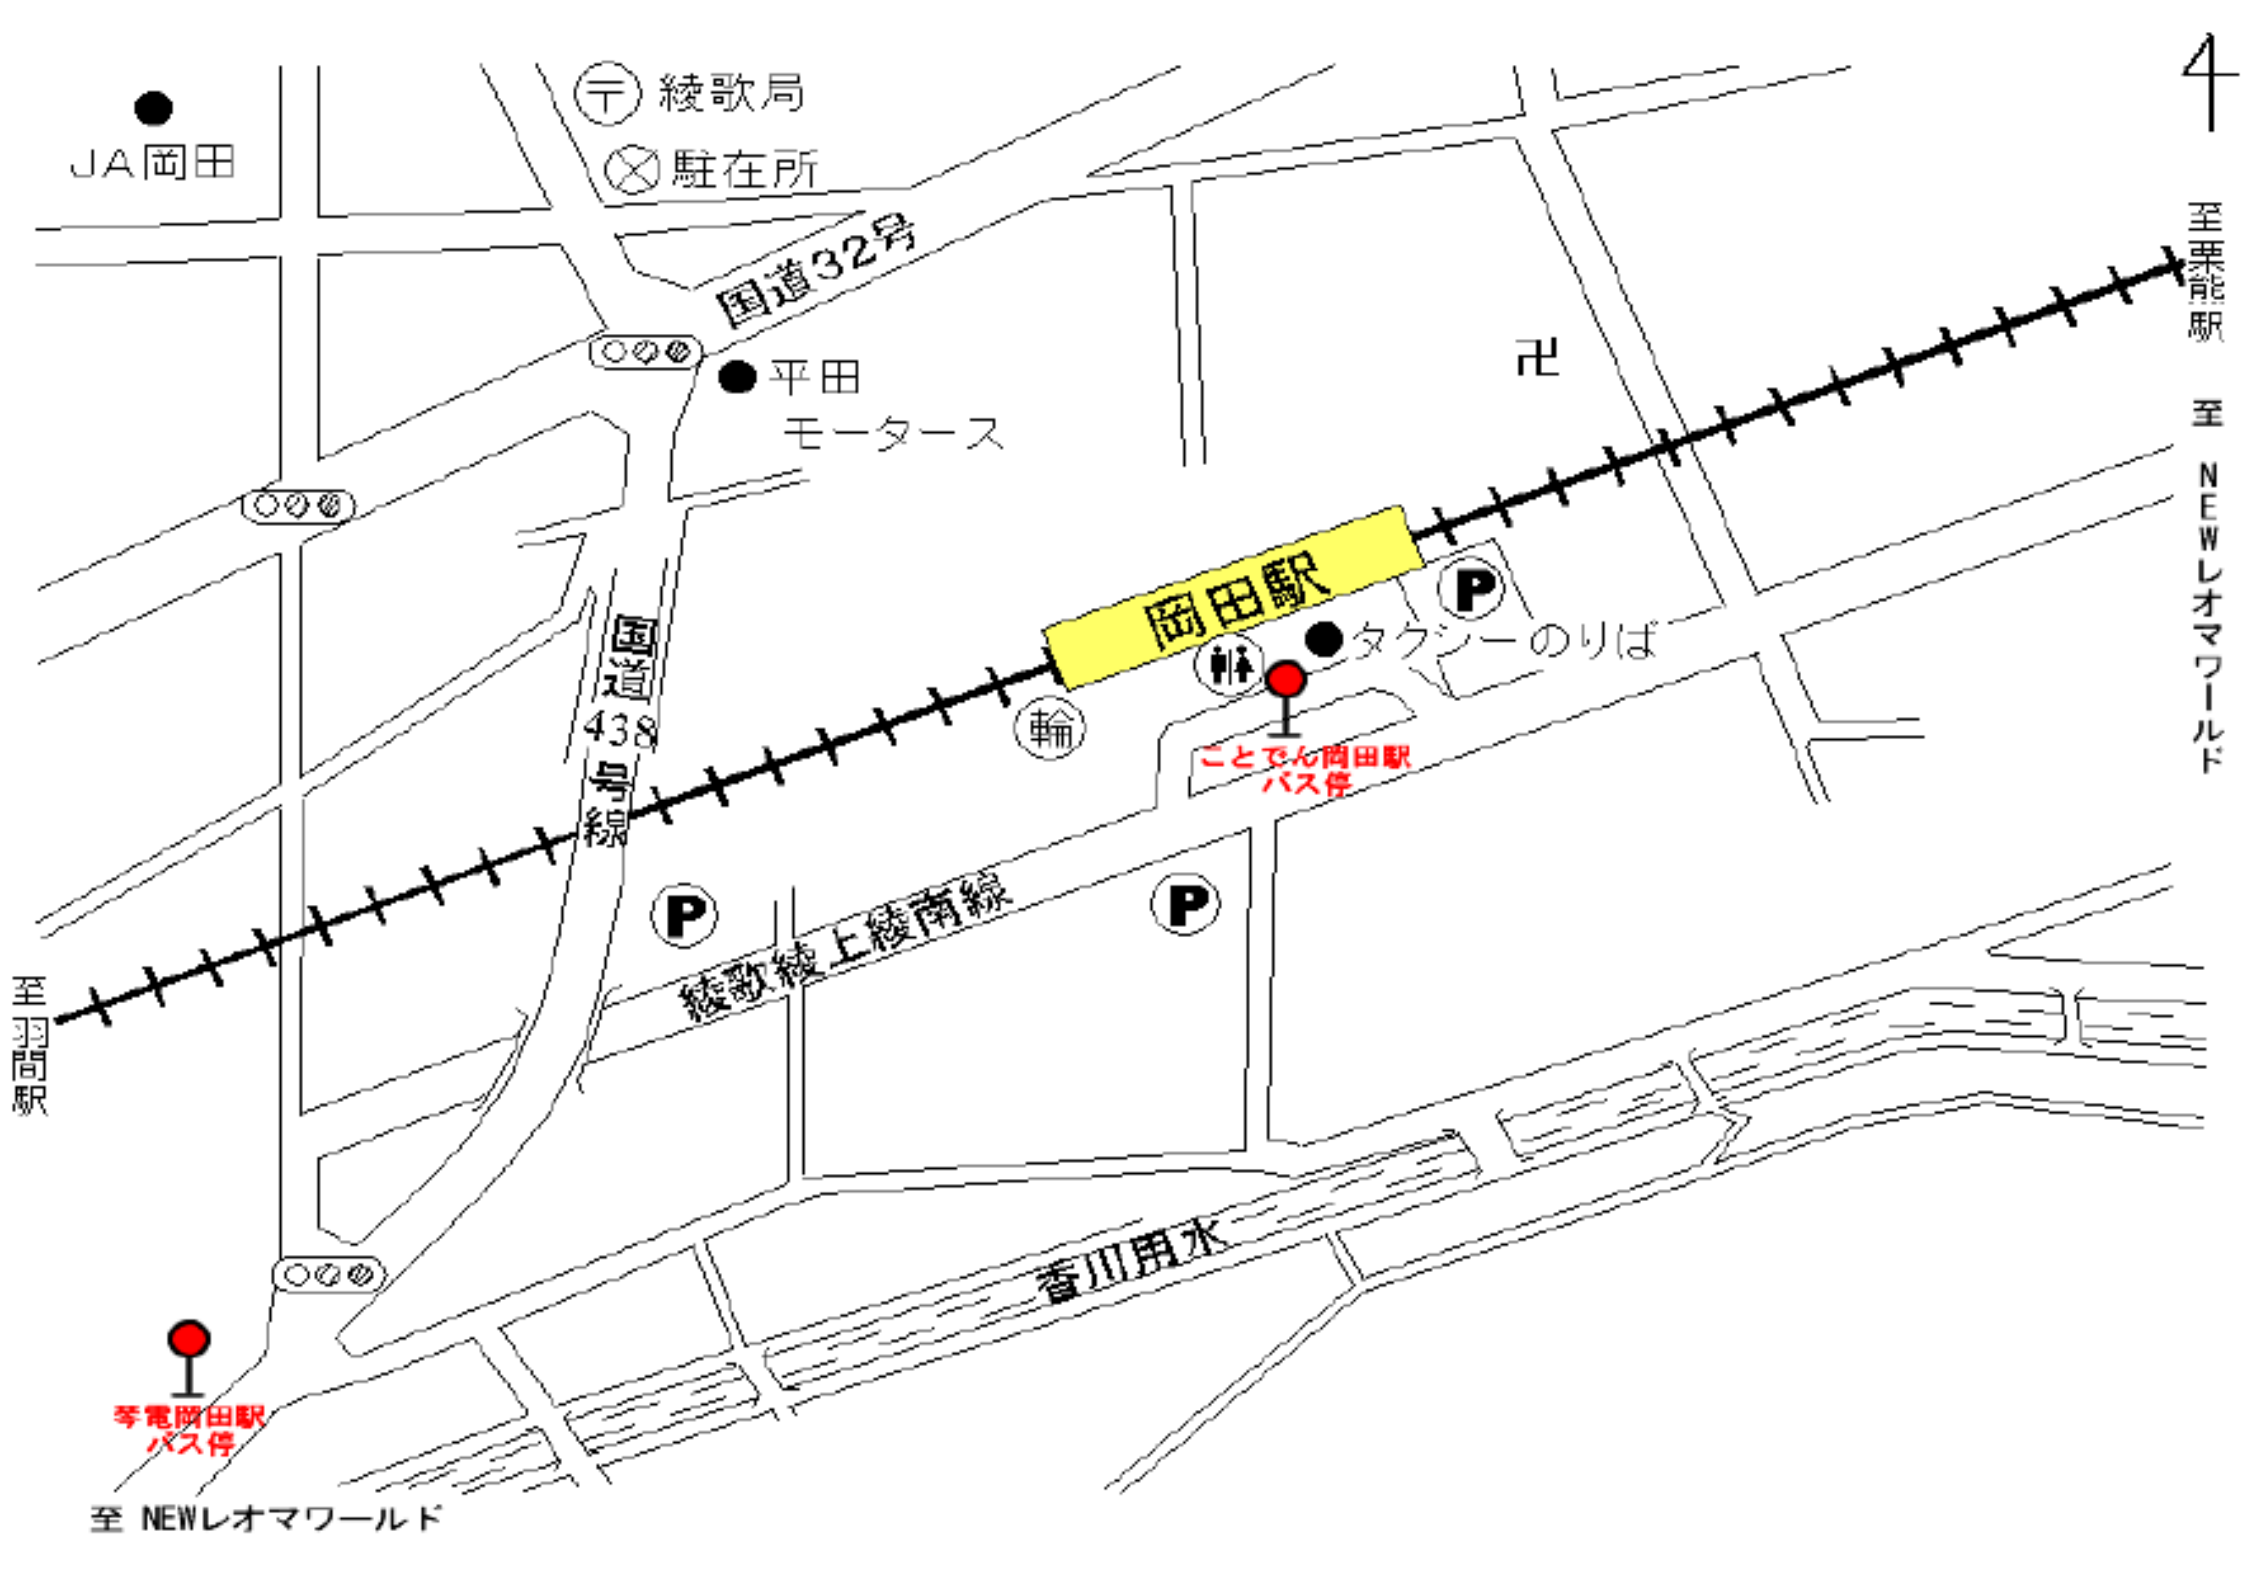 〒 綾歌局
JA岡田
駐在所
国道32号
平田
モータース
至栗熊駅
至 NEWレオマワールド
卍
岡田駅
P
タクシーのりば
輪
ことでん岡田駅
バス停
国道438号線
P
P
綾歌綾上綾南線
至羽間駅
香川用水
琴電岡田駅
バス停
至 NEWレオマワールド